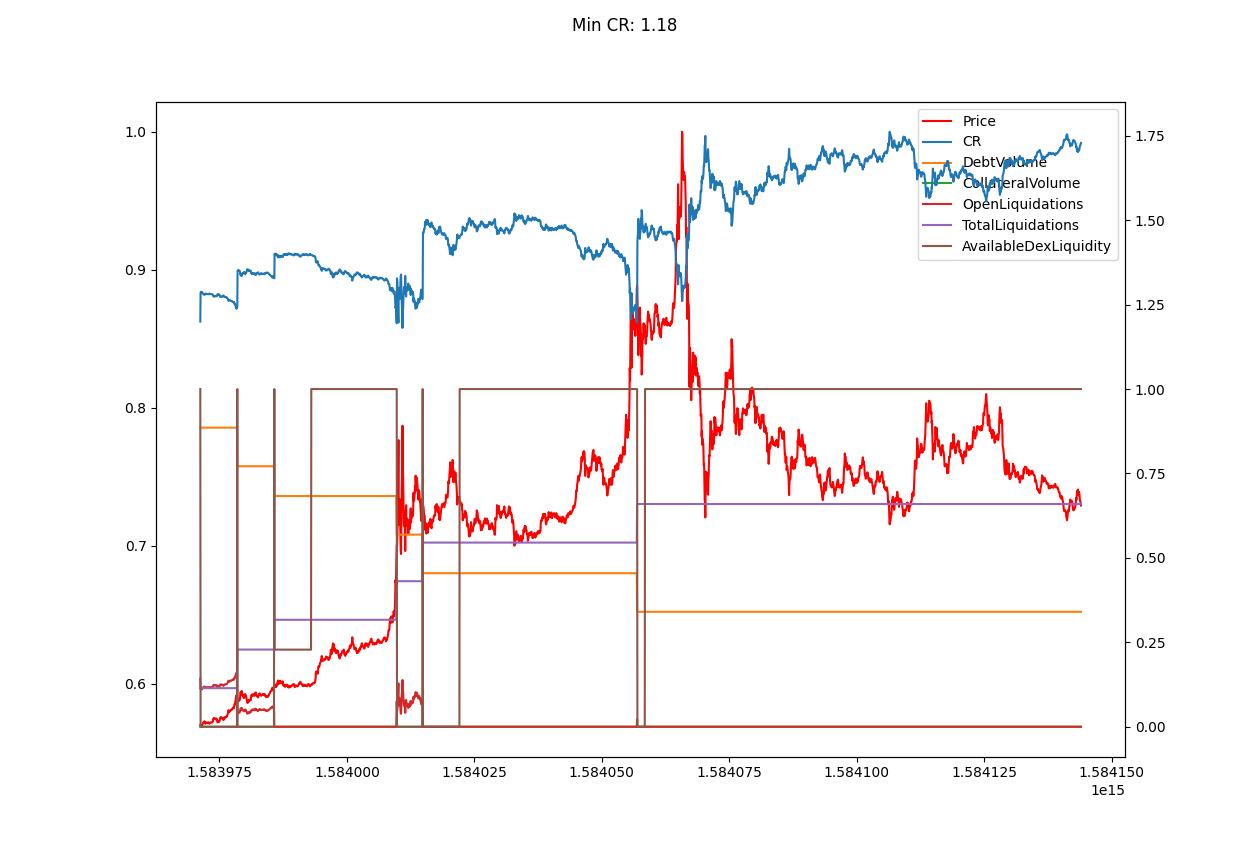 Min CR: 1.18
1.0
0.9
0.8
0.7
0.6
1.75
1.50
1.25
1.00
0.75
0.50
0.25
0.00
Price
CR
DebtVolume
CollateralVolume
OpenLiquidations
TotalLiquidations
AvailableDexLiquidity
1.583975 1.584000 1.584025 1.584050 1.584075 1.584100 1.584125 1.584150
1e15